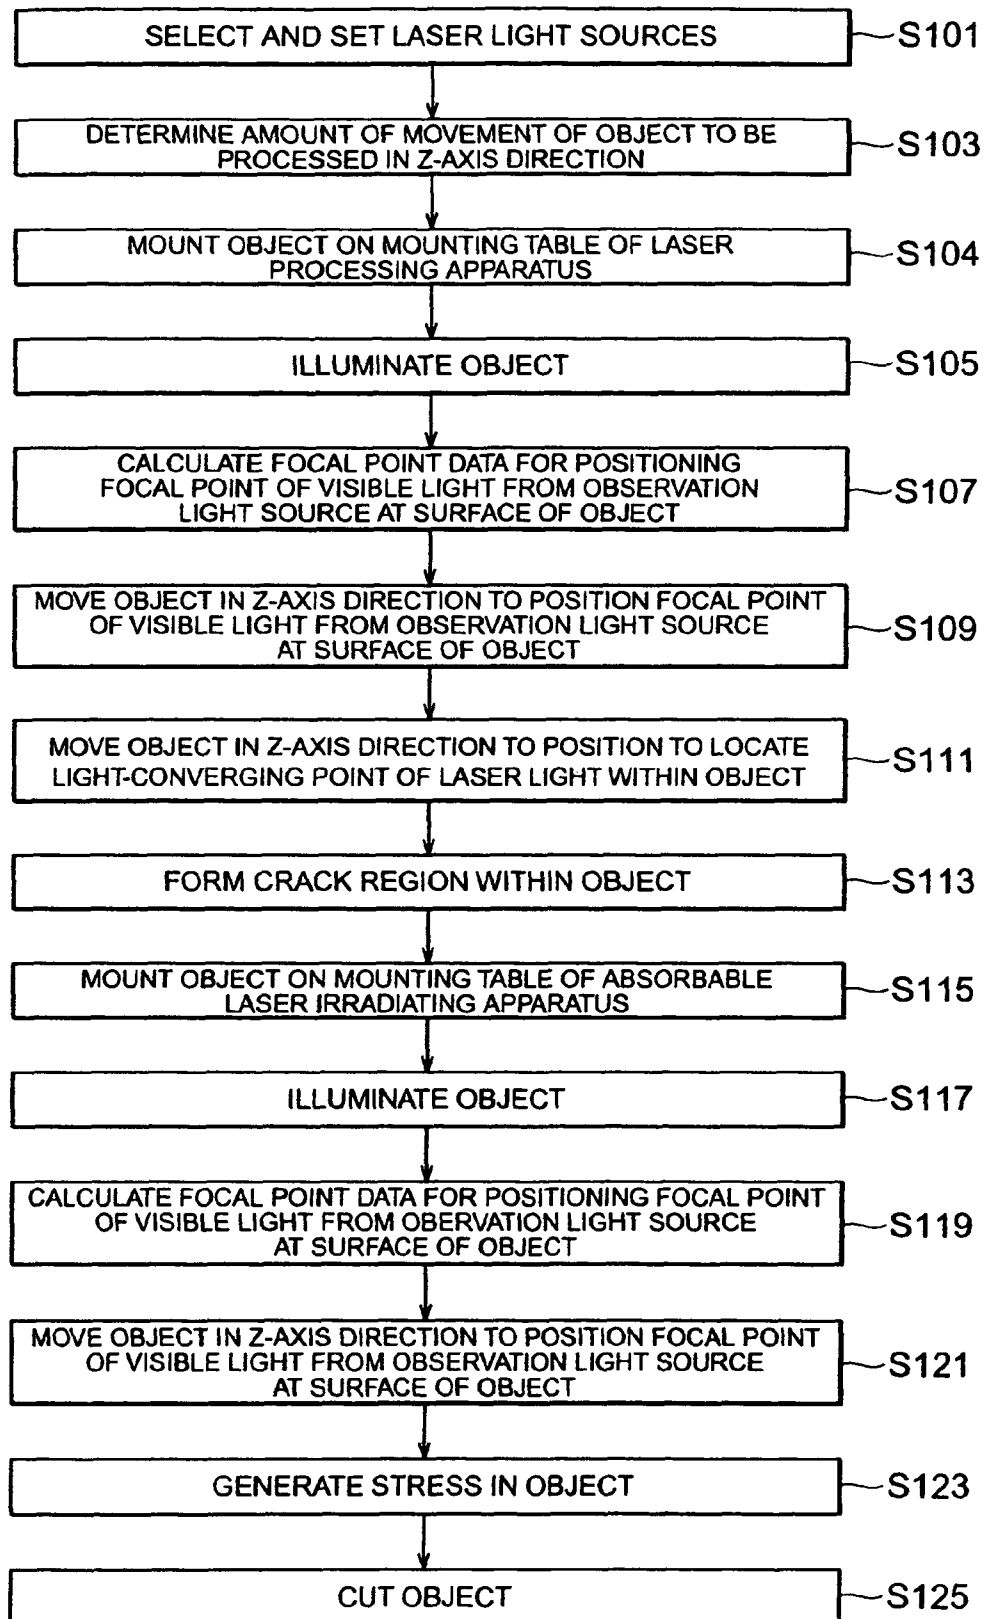 SELECT AND SET LASER LIGHT SOURCES
S101
DETERMINE AMOUNT OF MOVEMENT OF OBJECT TO BE
PROCESSED IN Z-AXIS DIRECTION
S103
MOUNT OBJECT ON MOUNTING TABLE OF LASER
PROCESSING APPARATUS
S104
ILLUMINATE OBJECT
S105
CALCULATE FOCAL POINT DATA FOR POSITIONING
FOCAL POINT OF VISIBLE LIGHT FROM OBSERVATION
LIGHT SOURCE AT SURFACE OF OBJECT
S107
MOVE OBJECT IN Z-AXIS DIRECTION TO POSITION FOCAL POINT
OF VISIBLE LIGHT FROM OBSERVATION LIGHT SOURCE
AT SURFACE OF OBJECT
S109
MOVE OBJECT IN Z-AXIS DIRECTION TO POSITION TO LOCATE
LIGHT-CONVERGING POINT OF LASER LIGHT WITHIN OBJECT
S111
FORM CRACK REGION WITHIN OBJECT
S113
MOUNT OBJECT ON MOUNTING TABLE OF ABSORBABLE
LASER IRRADIATING APPARATUS
S115
ILLUMINATE OBJECT
S117
CALCULATE FOCAL POINT DATA FOR POSITIONING FOCAL POINT
OF VISIBLE LIGHT FROM OBERVATION LIGHT SOURCE
AT SURFACE OF OBJECT
S119
MOVE OBJECT IN Z-AXIS DIRECTION TO POSITION FOCAL POINT
OF VISIBLE LIGHT FROM OBSERVATION LIGHT SOURCE
AT SURFACE OF OBJECT
S121
GENERATE STRESS IN OBJECT
S123
CUT OBJECT
S125